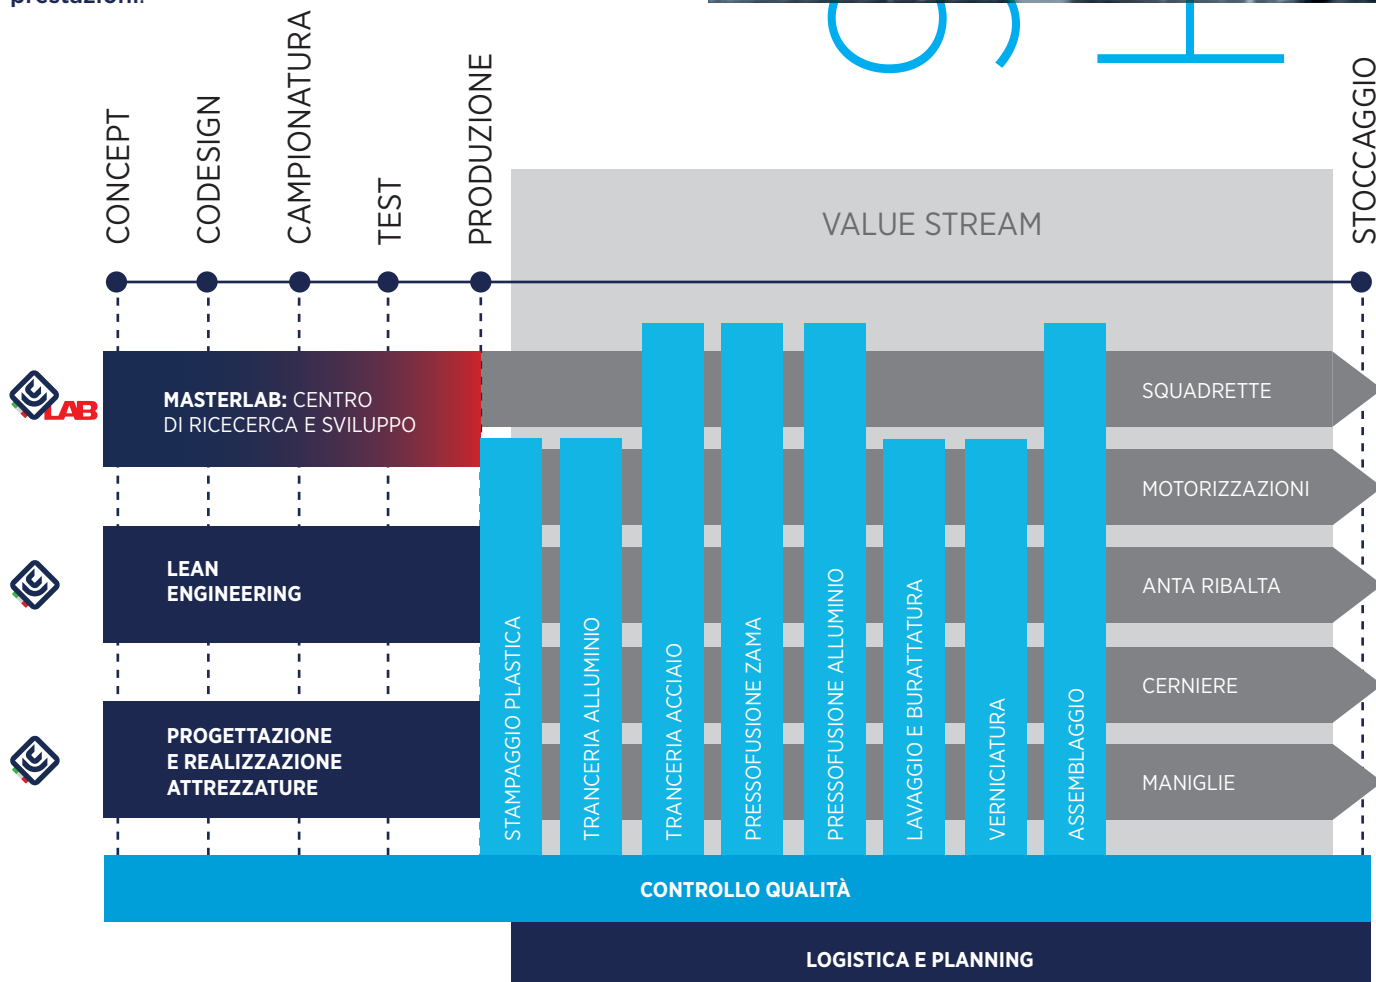 prestazioni.
CONCEPT
CODESIGN
CAMPIONATURA
TEST
PRODUZIONE
STOCCAGGIO
VALUE STREAM
LAB
MASTERLAB: CENTRO
DI RICECERCA E SVILUPPO
LEAN
ENGINEERING
PROGETTAZIONE
E REALIZZAZIONE
ATTREZZATURE
STAMPAGGIO PLASTICA
TRANCERIA ALLUMINIO
TRANCERIA ACCIAIO
PRESSOFUSIONE ZAMA
PRESSOFUSIONE ALLUMINIO
LAVAGGIO E BURATTATURA
VERNICIATURA
ASSEMBLAGGIO
SQUADRETTE
MOTORIZZAZIONI
ANTA RIBALTA
CERNIERE
MANIGLIE
CONTROLLO QUALITÀ
LOGISTICA E PLANNING